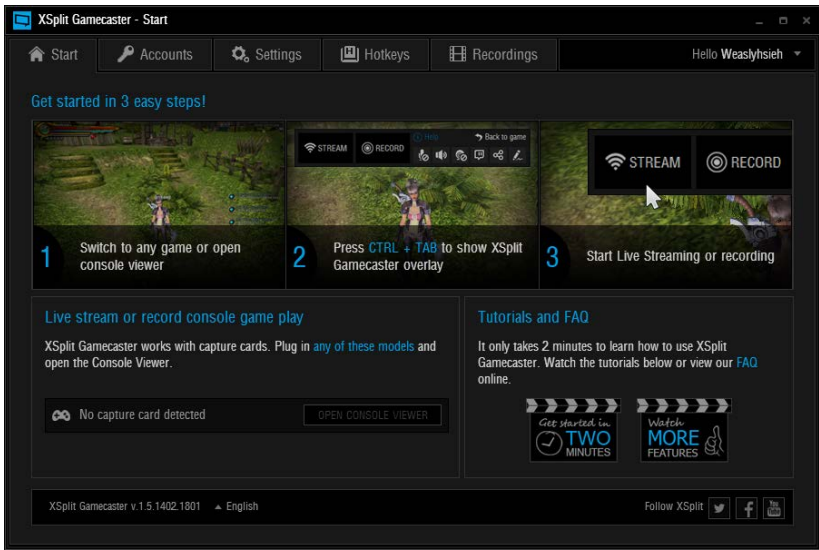 XSplit Gamecaster - Start
Start
Accounts
Settings
Hotkeys
Recordings
Hello Weaslyhsieh
Get started in 3 easy steps!
STREAM
RECORD
Help
Back to game
STREAM
RECORD
1
Switch to any game or open
console viewer
2
Press CTRL + TAB to show XSplit
Gamecaster overlay
3
Start Live Streaming or recording
Live stream or record console game play
XSplit Gamecaster works with capture cards. Plug in any of these models and
open the Console Viewer.
No capture card detected
OPEN CONSOLE VIEWER
Tutorials and FAQ
It only takes 2 minutes to learn how to use XSplit
Gamecaster. Watch the tutorials below or view our FAQ
online.
Get started in
TWO
MINUTES
Watch
MORE
FEATURES
XSplit Gamecaster v.1.5.1402.1801
English
Follow XSplit
You
Tube